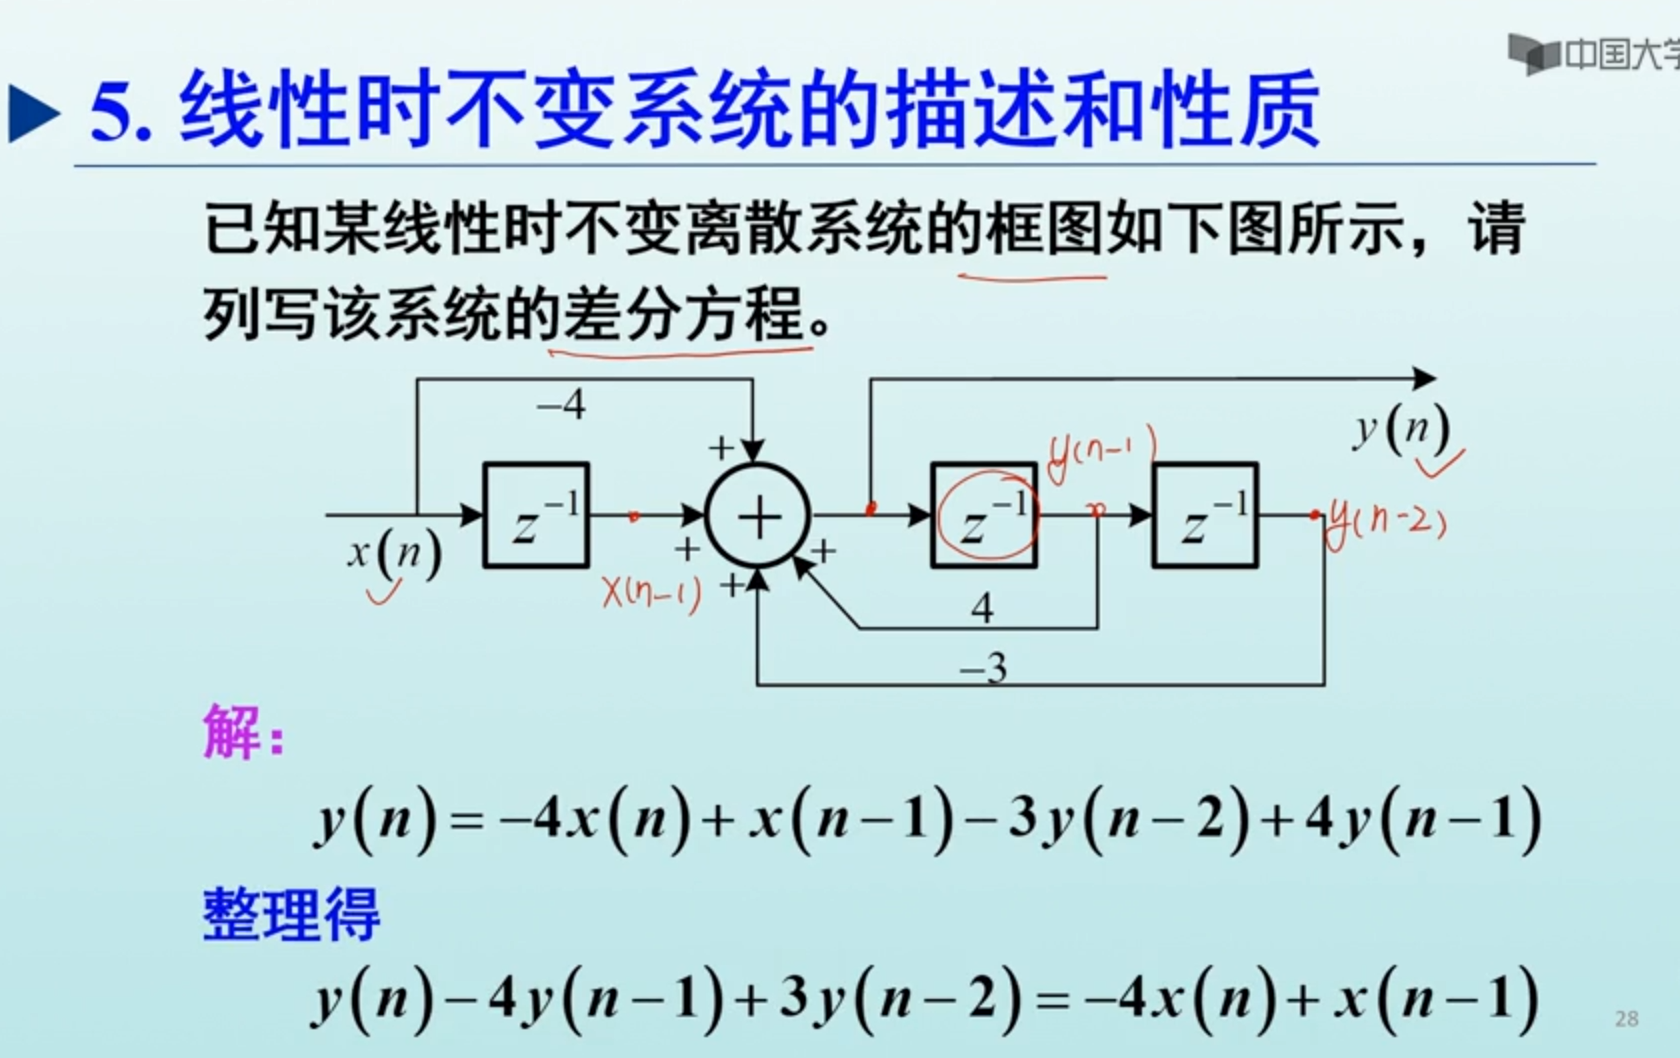 中国大学
5. 线性时不变系统的描述和性质
已知某线性时不变离散系统的框图如下图所示，请
列写该系统的差分方程。
−4
y(n)
+
y(n-1)
z⁻¹
+
z⁻¹
z⁻¹
y(n-2)
x(n)
+
+
x(n-1)
+
4
−3
解：
y(n) = −4x(n) + x(n−1) − 3y(n−2) + 4y(n−1)
整理得
y(n) − 4y(n−1) + 3y(n−2) = −4x(n) + x(n−1)
28